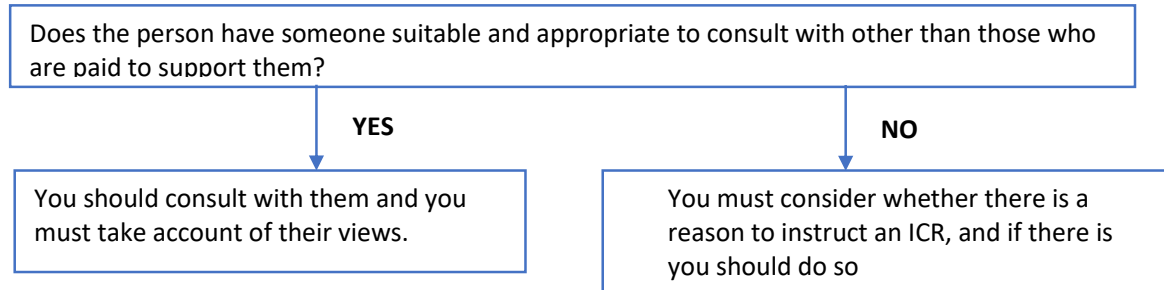 Does the person have someone suitable and appropriate to consult with other than those who
are paid to support them?
YES
NO
You should consult with them and you
must take account of their views.
You must consider whether there is a
reason to instruct an ICR, and if there is
you should do so